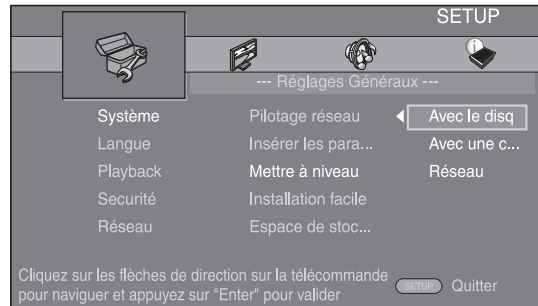 SETUP
--- Réglages Généraux ---
Système
Langue
Playback
Securité
Réseau
Pilotage réseau
Insérer les para...
Mettre à niveau
Installation facile
Espace de stoc...
Avec le disq
Avec une c...
Réseau
Cliquez sur les flèches de direction sur la télécommande
pour naviguer et appuyez sur "Enter" pour valider
SETUP Quitter